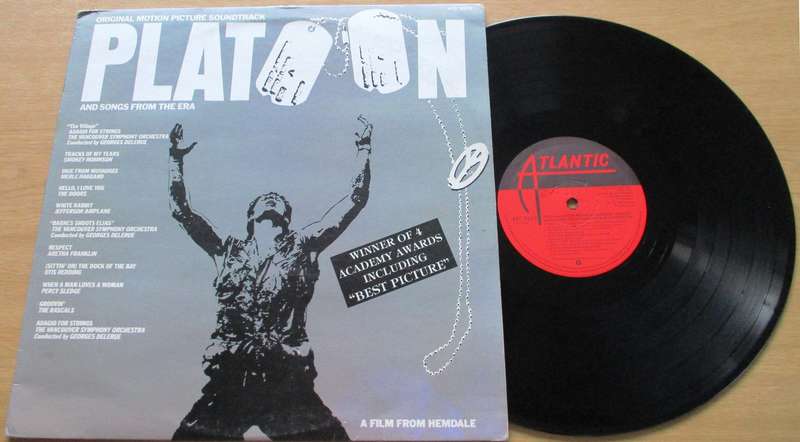 ORIGINAL MOTION PICTURE SOUNDTRACK
PLATOON
AND SONGS FROM THE ERA
"The Village"
ADAGIO FOR STRINGS
THE VANCOUVER SYMPHONY ORCHESTRA
Conducted by GEORGES DELERUE
TRACKS OF MY TEARS
SMOKEY ROBINSON
OKIE FROM MUSKOGEE
MERLE HAGGARD
HELLO, I LOVE YOU
THE DOORS
WHITE RABBIT
JEFFERSON AIRPLANE
"BARNES SHOOTS ELIAS"
THE VANCOUVER SYMPHONY ORCHESTRA
Conducted by GEORGES DELERUE
RESPECT
ARETHA FRANKLIN
(SITTIN' ON) THE DOCK OF THE BAY
OTIS REDDING
WHEN A MAN LOVES A WOMAN
PERCY SLEDGE
GROOVIN'
THE RASCALS
ADAGIO FOR STRINGS
THE VANCOUVER SYMPHONY ORCHESTRA
Conducted by GEORGES DELERUE
WINNER OF 4
ACADEMY AWARDS
INCLUDING
"BEST PICTURE"
A FILM FROM HEMDALE
ATLANTIC